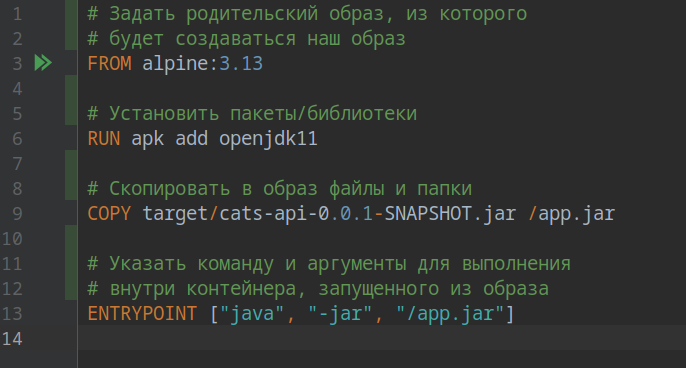 1 # Задать родительский образ, из которого
2 # будет создаваться наш образ
3 FROM alpine:3.13
4
5 # Установить пакеты/библиотеки
6 RUN apk add openjdk11
7
8 # Скопировать в образ файлы и папки
9 COPY target/cats-api-0.0.1-SNAPSHOT.jar /app.jar
10
11 # Указать команду и аргументы для выполнения
12 # внутри контейнера, запущенного из образа
13 ENTRYPOINT ["java", "-jar", "/app.jar"]
14